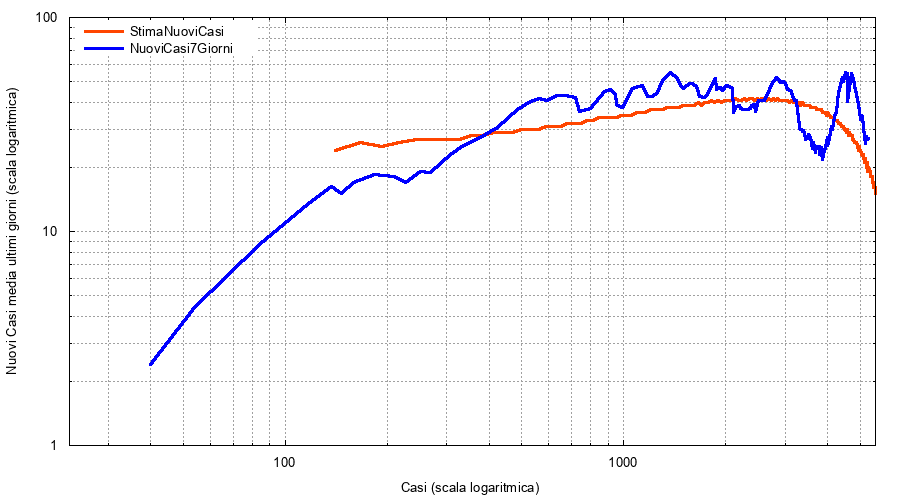 100
StimaNuoviCasi
NuoviCasi7Giorni
10
Nuovi Casi media ultimi giorni (scala logaritmica)
1
100
1000
Casi (scala logaritmica)